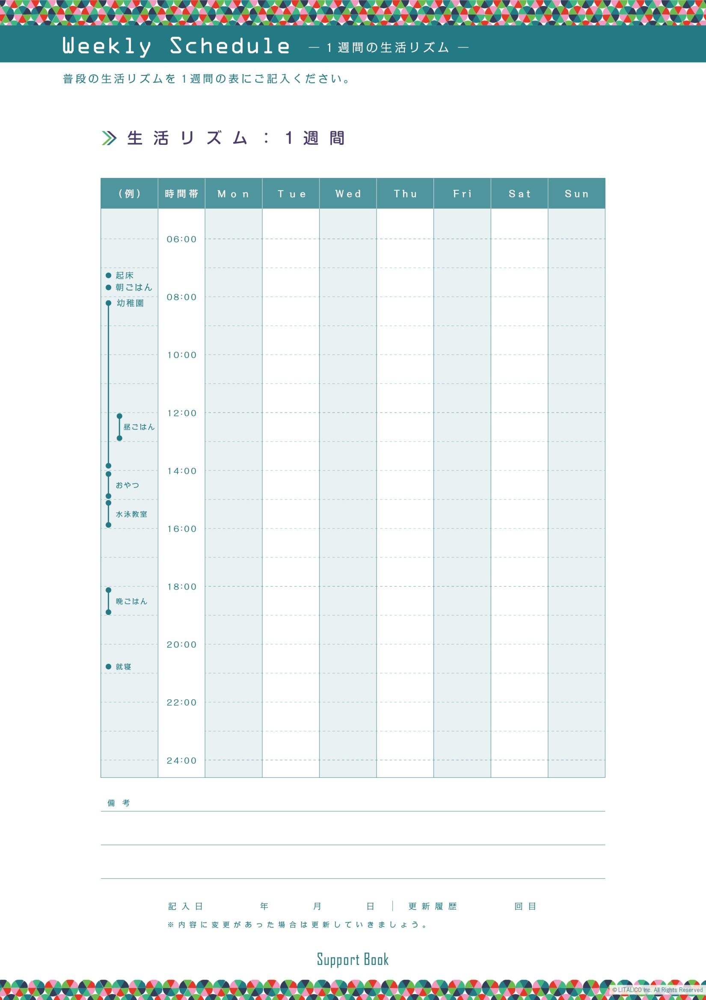 Weekly Schedule ― 1週間の生活リズム ―
普段の生活リズムを1週間の表にご記入ください。
生活リズム：1週間
(例) 時間帯 Mon Tue Wed Thu Fri Sat Sun
06:00
起床
朝ごはん
08:00
幼稚園
10:00
12:00
昼ごはん
14:00
おやつ
水泳教室
16:00
18:00
晩ごはん
20:00
就寝
22:00
24:00
備考
記入日 年 月 日 | 更新履歴 回目
※内容に変更があった場合は更新していきましょう。
Support Book
© LITALICO Inc. All Rights Reserved